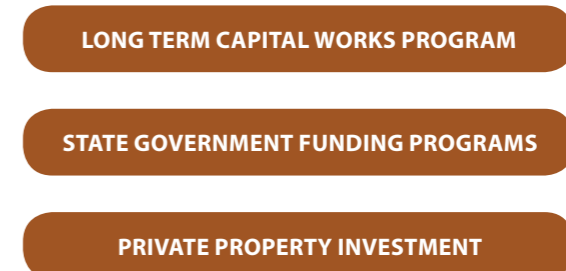 LONG TERM CAPITAL WORKS PROGRAM
STATE GOVERNMENT FUNDING PROGRAMS
PRIVATE PROPERTY INVESTMENT